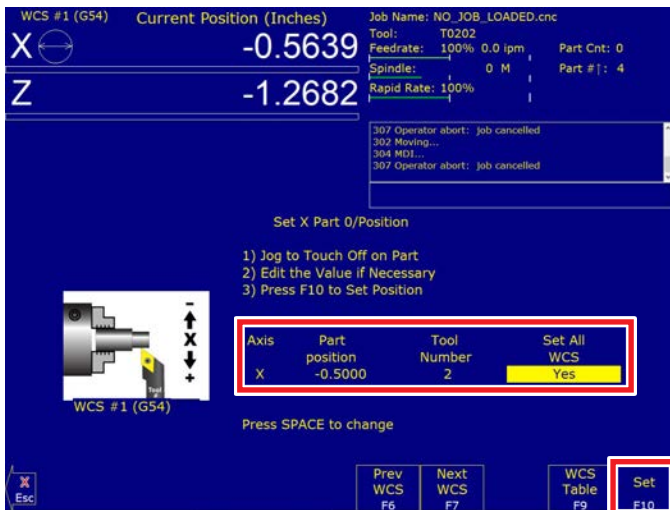 WCS #1 (G54) Current Position (Inches)
X -0.5639
Z -1.2682
Job Name: NO_JOB_LOADED.cnc
Tool: T0202
Feedrate: 100% 0.0 ipm Part Cnt: 0
Spindle: 0 M Part #↑: 4
Rapid Rate: 100%
307 Operator abort: job cancelled
302 Moving...
304 MDI...
307 Operator abort: job cancelled
Set X Part 0/Position
1) Jog to Touch Off on Part
2) Edit the Value if Necessary
3) Press F10 to Set Position
- X +
WCS #1 (G54)
Axis Part position Tool Number Set All WCS
X -0.5000 2 Yes
Press SPACE to change
X Esc
Prev WCS F6
Next WCS F7
WCS Table F9
Set F10